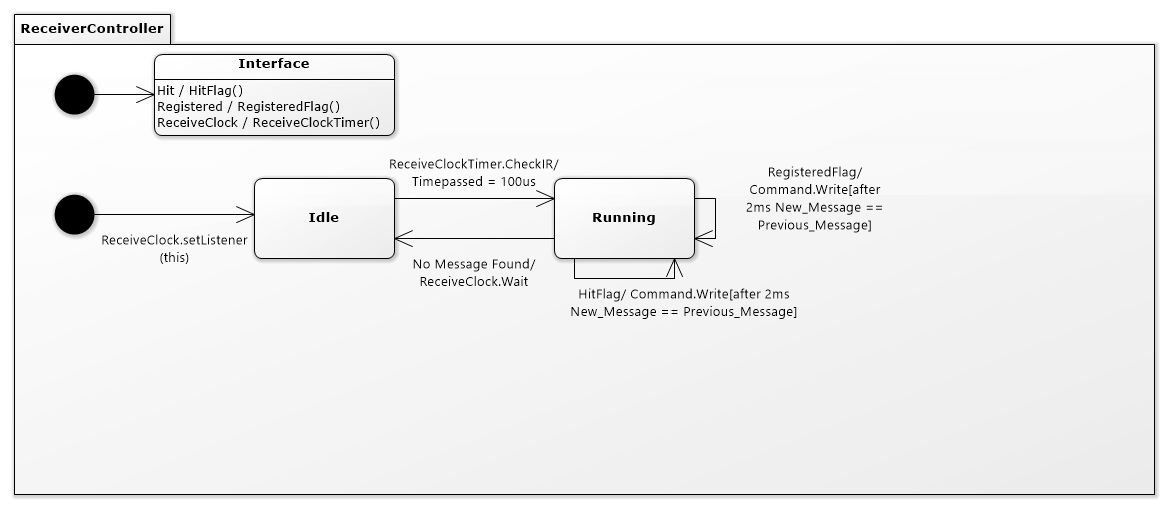 ReceiverController
Interface
Hit / HitFlag()
Registered / RegisteredFlag()
ReceiveClock / ReceiveClockTimer()
ReceiveClock.setListener
(this)
Idle
ReceiveClockTimer.CheckIR/
Timepassed = 100us
No Message Found/
ReceiveClock.Wait
Running
RegisteredFlag/
Command.Write[after
2ms New_Message ==
Previous_Message]
HitFlag/ Command.Write[after 2ms
New_Message == Previous_Message]